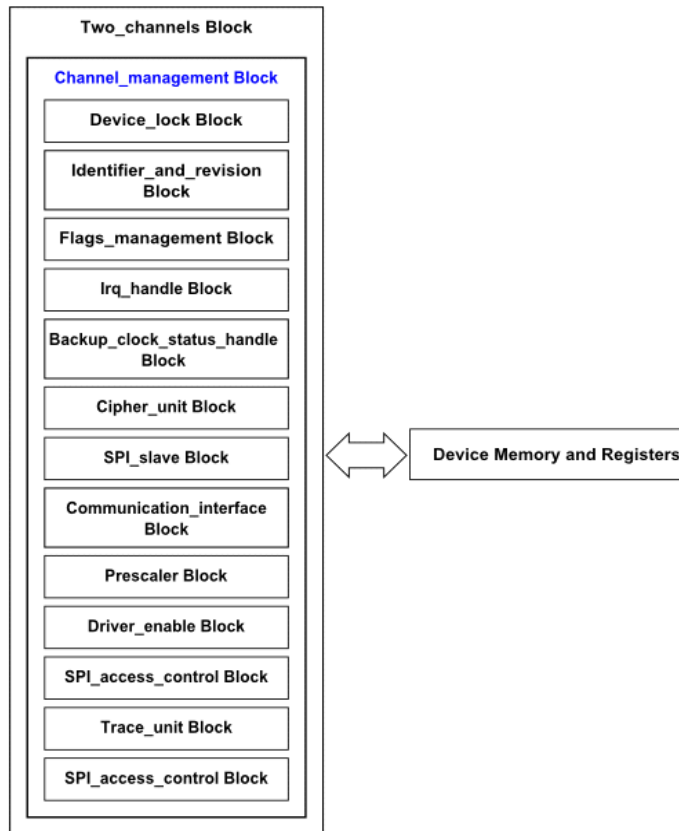 Two_channels Block
Channel_management Block
Device_lock Block
Identifier_and_revision
Block
Flags_management Block
Irq_handle Block
Backup_clock_status_handle
Block
Cipher_unit Block
SPI_slave Block
Device Memory and Registers
Communication_interface
Block
Prescaler Block
Driver_enable Block
SPI_access_control Block
Trace_unit Block
SPI_access_control Block